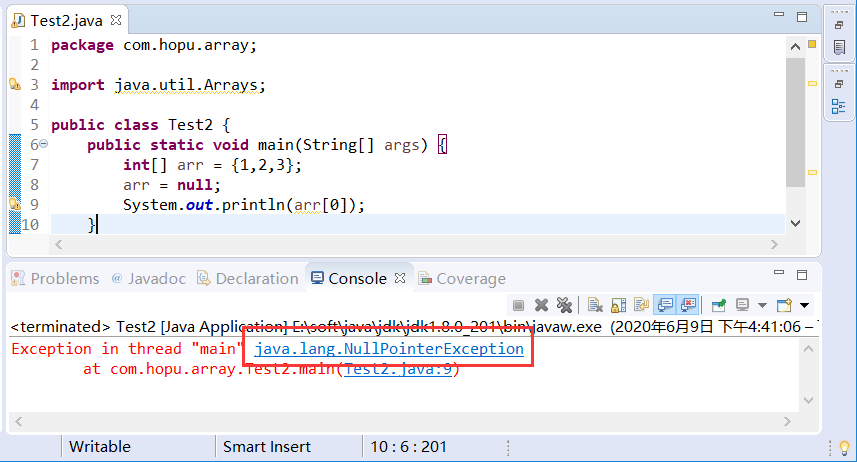 Test2.java
1 package com.hopu.array;
2
3 import java.util.Arrays;
4
5 public class Test2 {
6 public static void main(String[] args) {
7 int[] arr = {1,2,3};
8 arr = null;
9 System.out.println(arr[0]);
10 }
Problems @ Javadoc Declaration Console Coverage
<terminated> Test2 [Java Application] E:\soft\java\jdk\jdk1.8.0_201\bin\javaw.exe (2020年6月9日 下午4:41:06 –
Exception in thread "main" java.lang.NullPointerException
at com.hopu.array.Test2.main(Test2.java:9)
Writable Smart Insert 10 : 6 : 201